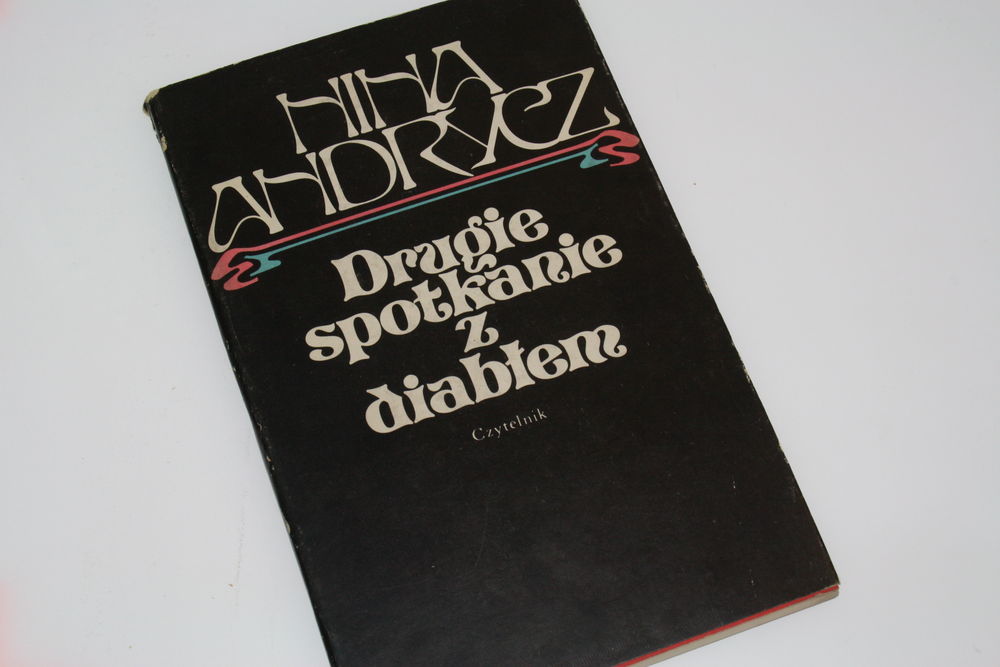 NINA
ANDRYCZ
Drugie
spotkanie
z
diabłem
Czytelnik